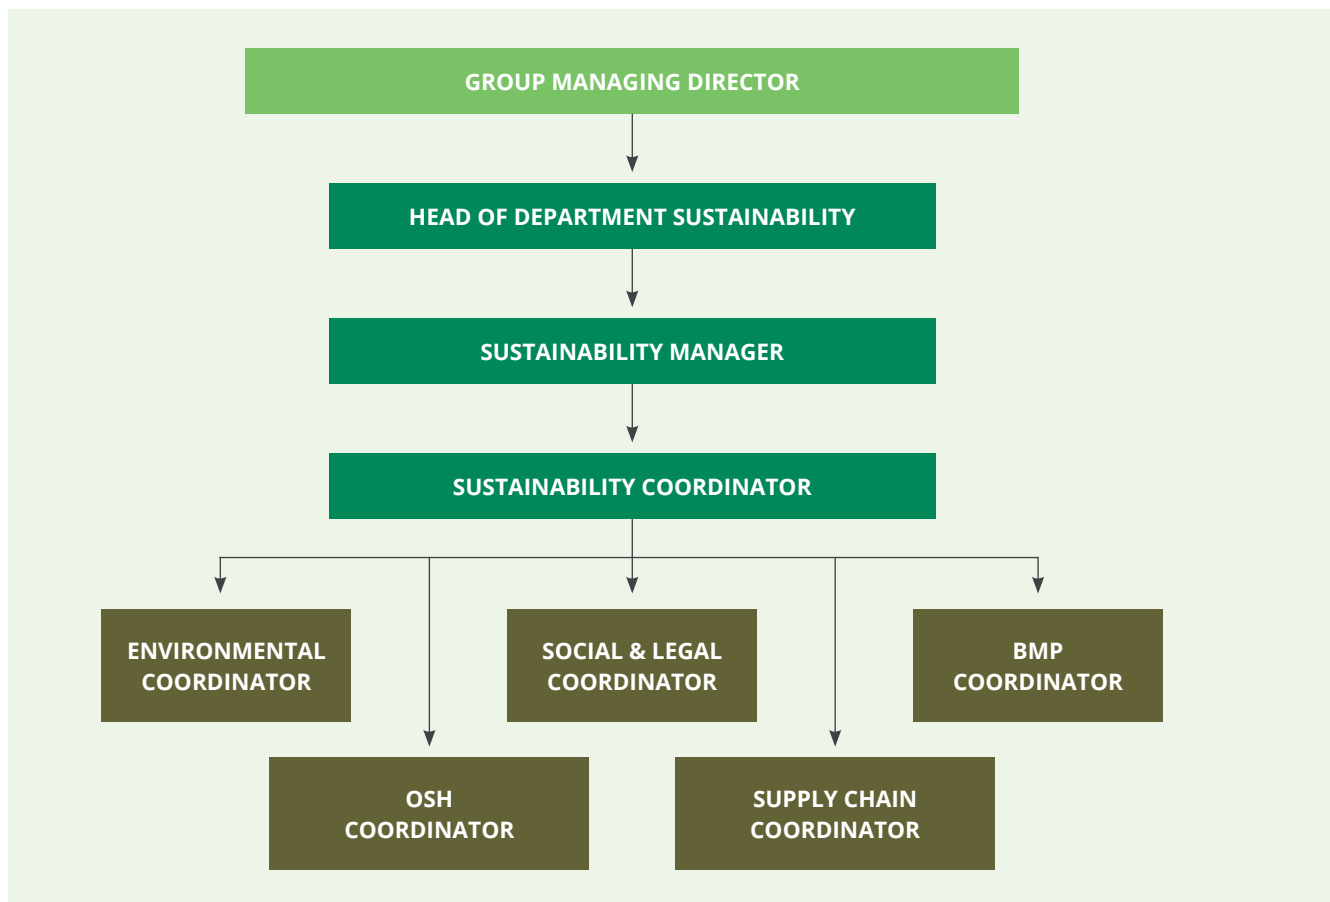 GROUP MANAGING DIRECTOR
HEAD OF DEPARTMENT SUSTAINABILITY
SUSTAINABILITY MANAGER
SUSTAINABILITY COORDINATOR
ENVIRONMENTAL
COORDINATOR
SOCIAL & LEGAL
COORDINATOR
BMP
COORDINATOR
OSH
COORDINATOR
SUPPLY CHAIN
COORDINATOR